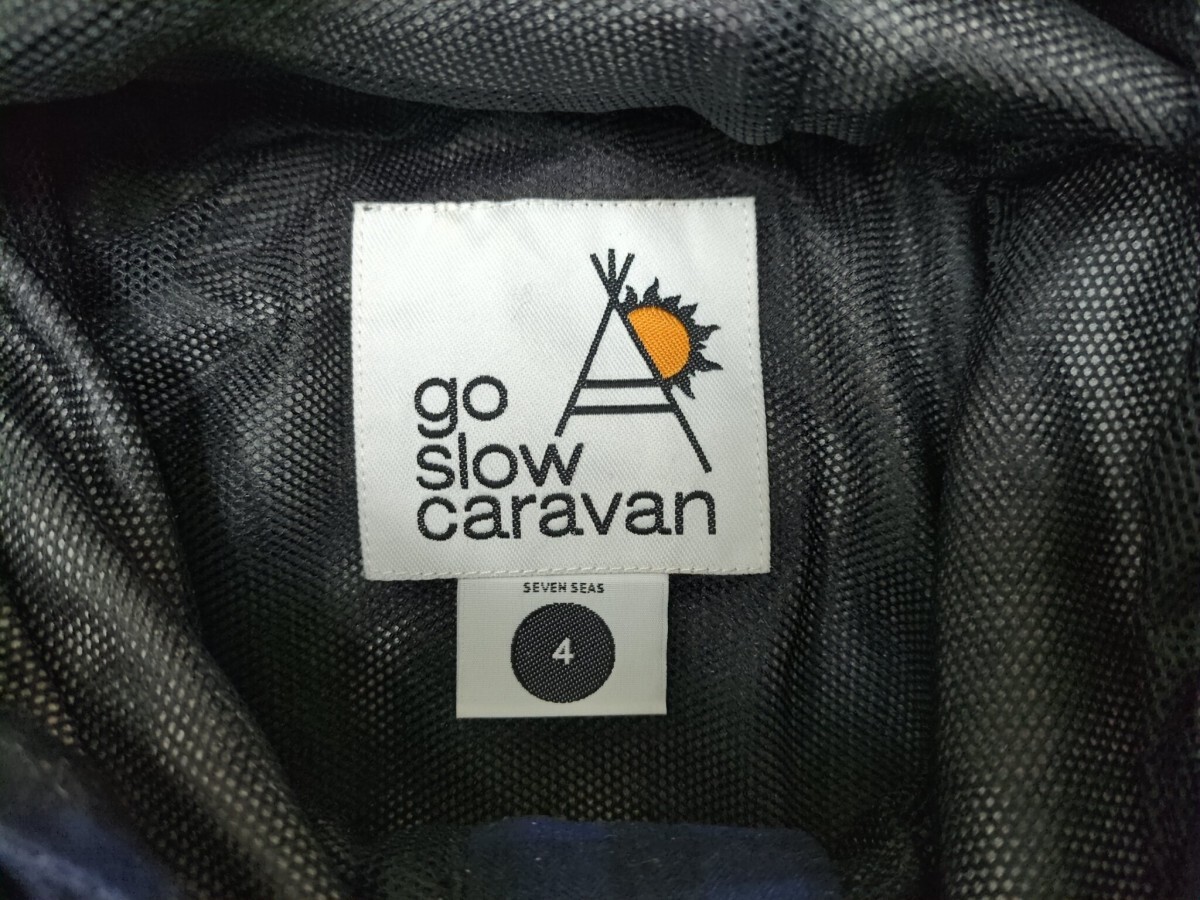 go
slow
caravan
SEVEN SEAS
4